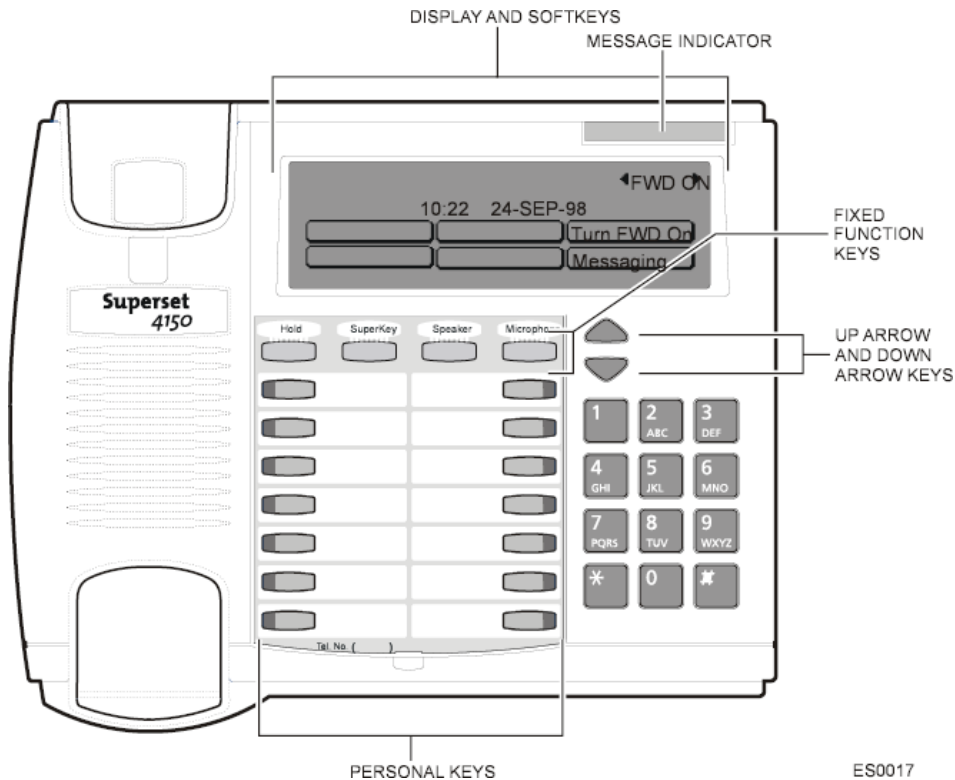 DISPLAY AND SOFTKEYS
MESSAGE INDICATOR
FWD ON
10:22 24-SEP-98
Turn FWD On
Messaging
FIXED
FUNCTION
KEYS
Superset
4150
Hold SuperKey Speaker Microphone
UP ARROW
AND DOWN
ARROW KEYS
1 2 3
ABC DEF
4 5 6
GHI JKL MNO
7 8 9
PQRS TUV WXYZ
* 0 #
Tel. No. ( )
PERSONAL KEYS
ES0017